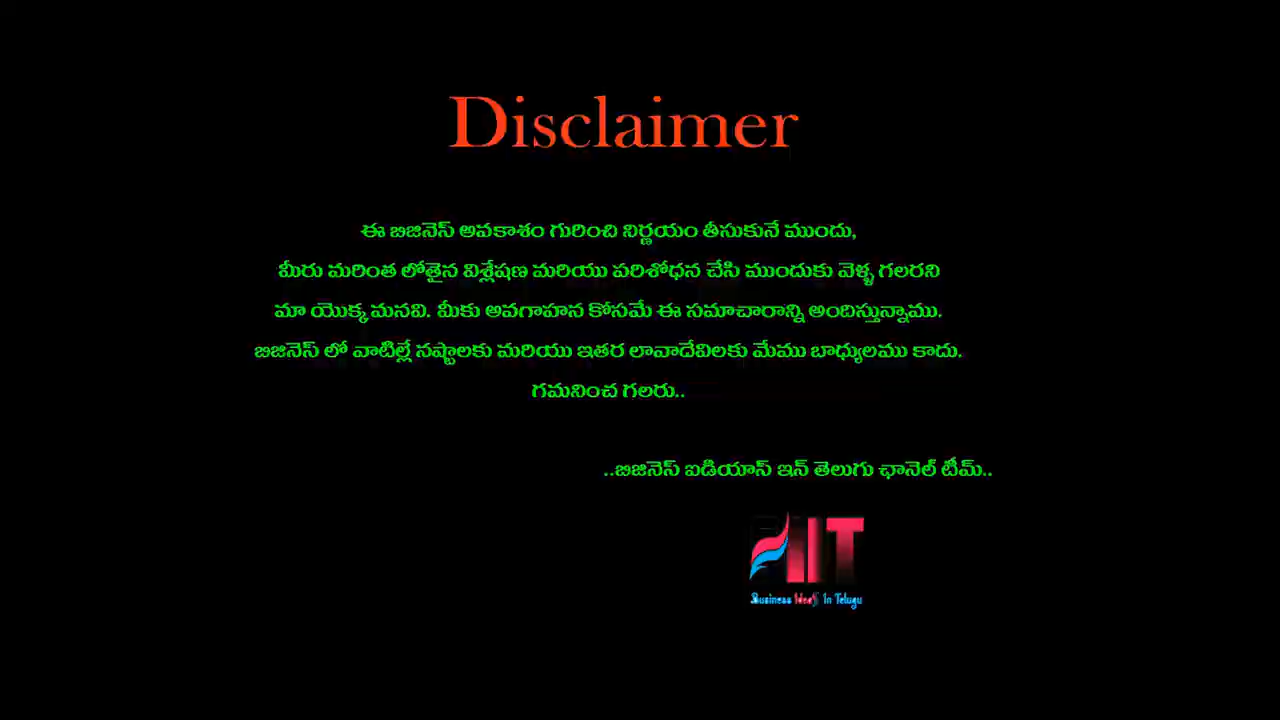 Disclaimer
ఈ బిజినెస్ అవకాశం గురించి నిర్ణయం తీసుకునే ముందు,
మీరు మరింత లోతైన విశ్లేషణ మరియు పరిశోధన చేసి ముందుకు వెళ్ళ గలరని
మా యొక్క మనవి. మీకు అవగాహన కోసమే ఈ సమాచారాన్ని అందిస్తున్నాము.
బిజినెస్ లో వాటిల్లే నష్టాలకు మరియు ఇతర లావాదేవిలకు మేము బాధ్యులము కాదు.
గమనించ గలరు..
..బిజినెస్ ఐడియాస్ ఇన్ తెలుగు ఛానెల్ టీమ్..
BIIT
Business Ideas In Telugu